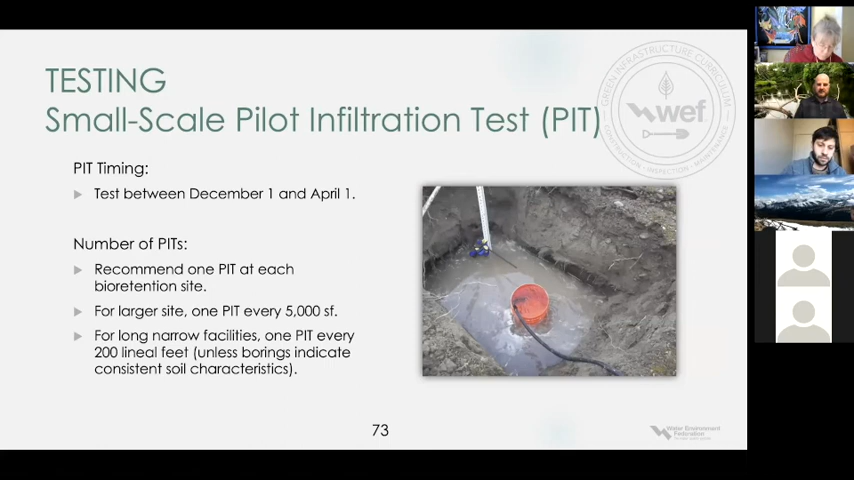 TESTING
Small-Scale Pilot Infiltration Test (PIT)
GREEN INFRASTRUCTURE CURRICULUM
wef
CONSTRUCTION • INSPECTION • MAINTENANCE
PIT Timing:
Test between December 1 and April 1.
Number of PITs:
Recommend one PIT at each
bioretention site.
For larger site, one PIT every 5,000 sf.
For long narrow facilities, one PIT every
200 lineal feet (unless borings indicate
consistent soil characteristics).
73
Water Environment
Federation